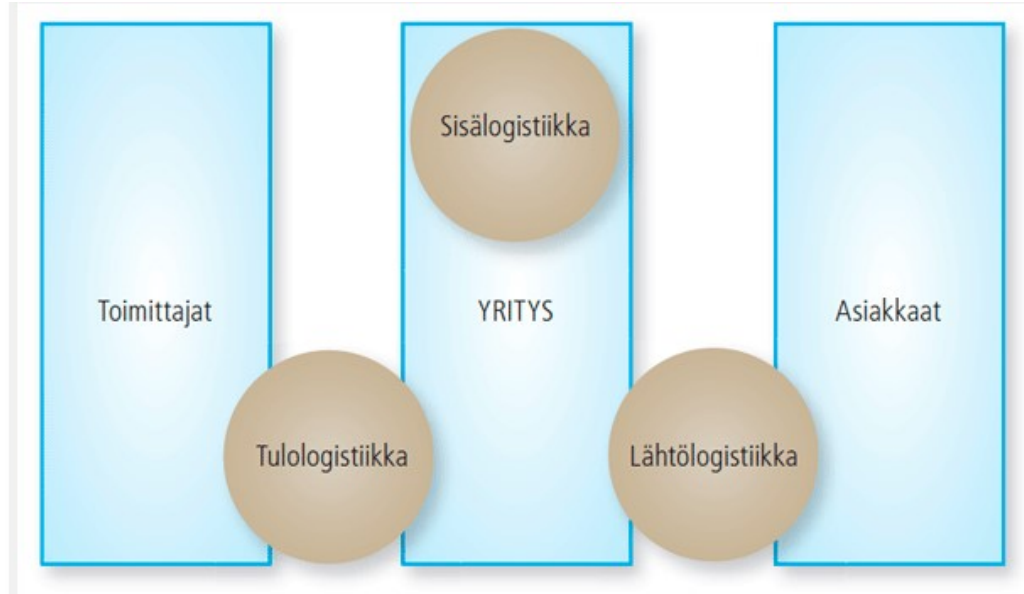 Sisälogistiikka
Toimittajat
YRITYS
Asiakkaat
Tulologistiikka
Lähtölogistiikka